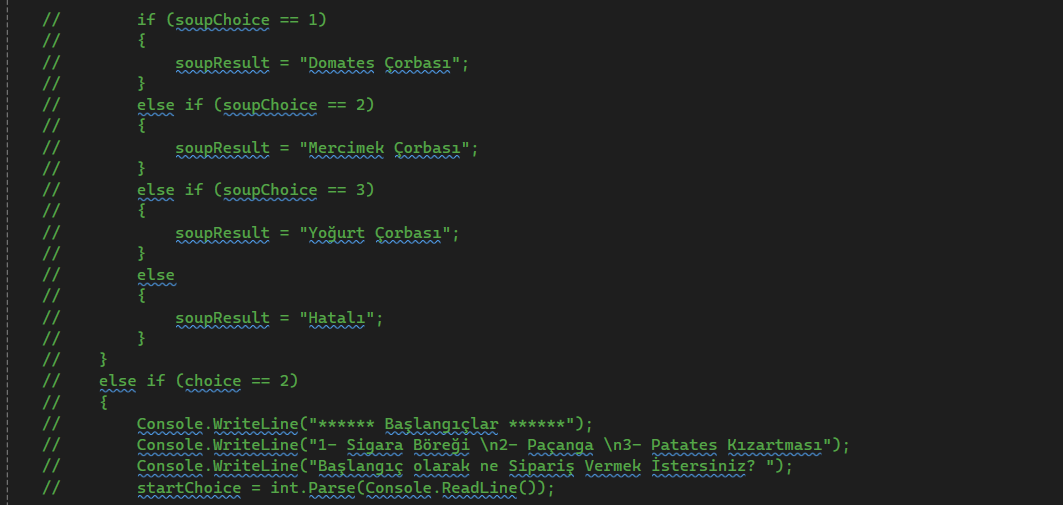 //        if (soupChoice == 1)
//        {
//            soupResult = "Domates Çorbası";
//        }
//        else if (soupChoice == 2)
//        {
//            soupResult = "Mercimek Çorbası";
//        }
//        else if (soupChoice == 3)
//        {
//            soupResult = "Yoğurt Çorbası";
//        }
//        else
//        {
//            soupResult = "Hatalı";
//        }
//    }
//    else if (choice == 2)
//    {
//        Console.WriteLine("****** Başlangıçlar ******");
//        Console.WriteLine("1- Sigara Böreği \n2- Paçanga \n3- Patates Kızartması");
//        Console.WriteLine("Başlangıç olarak ne Sipariş Vermek İstersiniz? ");
//        startChoice = int.Parse(Console.ReadLine());